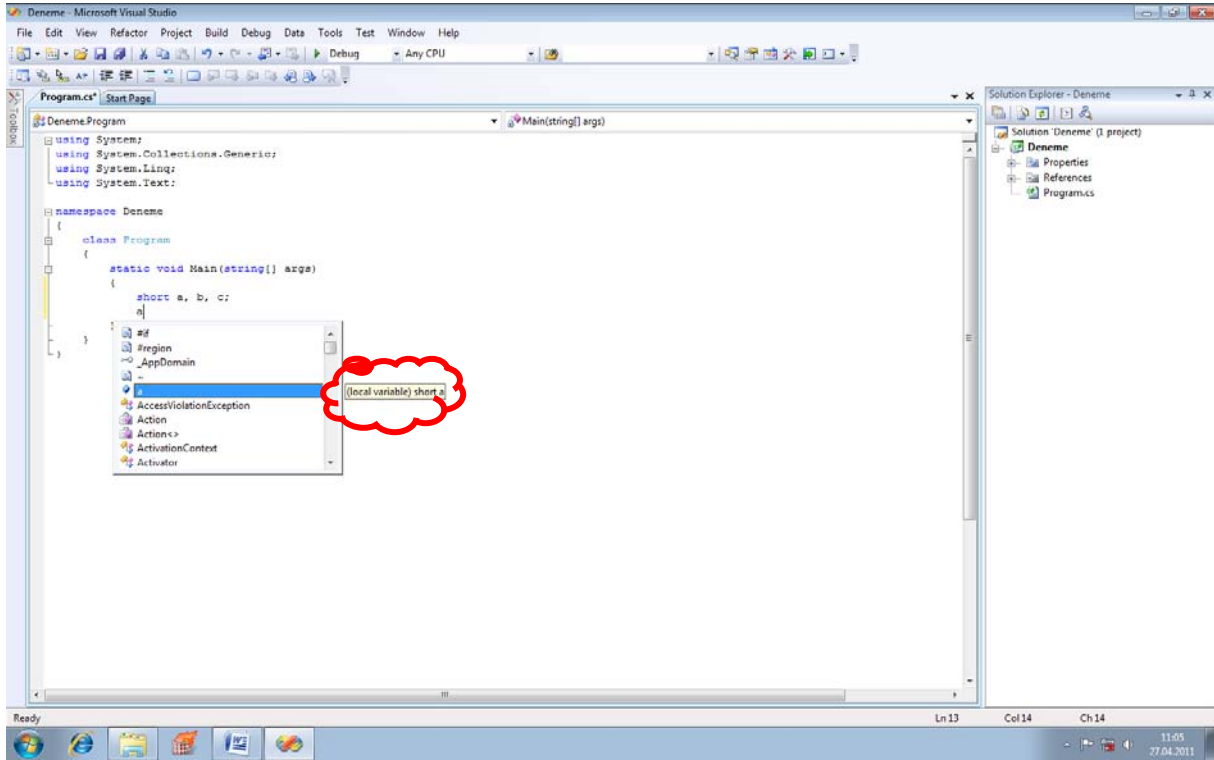 Deneme - Microsoft Visual Studio
File Edit View Refactor Project Build Debug Data Tools Test Window Help
Debug Any CPU
Toolbox
Program.cs* Start Page
Deneme.Program Main(string[] args)
using System;
using System.Collections.Generic;
using System.Linq;
using System.Text;
namespace Deneme
{
class Program
{
static void Main(string[] args)
{
short a, b, c;
a
}
}
}
#if
#region
_AppDomain
~
a
(local variable) short a
AccessViolationException
Action
Action<>
ActivationContext
Activator
Solution Explorer - Deneme
Solution 'Deneme' (1 project)
Deneme
Properties
References
Program.cs
Ready Ln 13 Col 14 Ch 14
11:05
27.04.2011